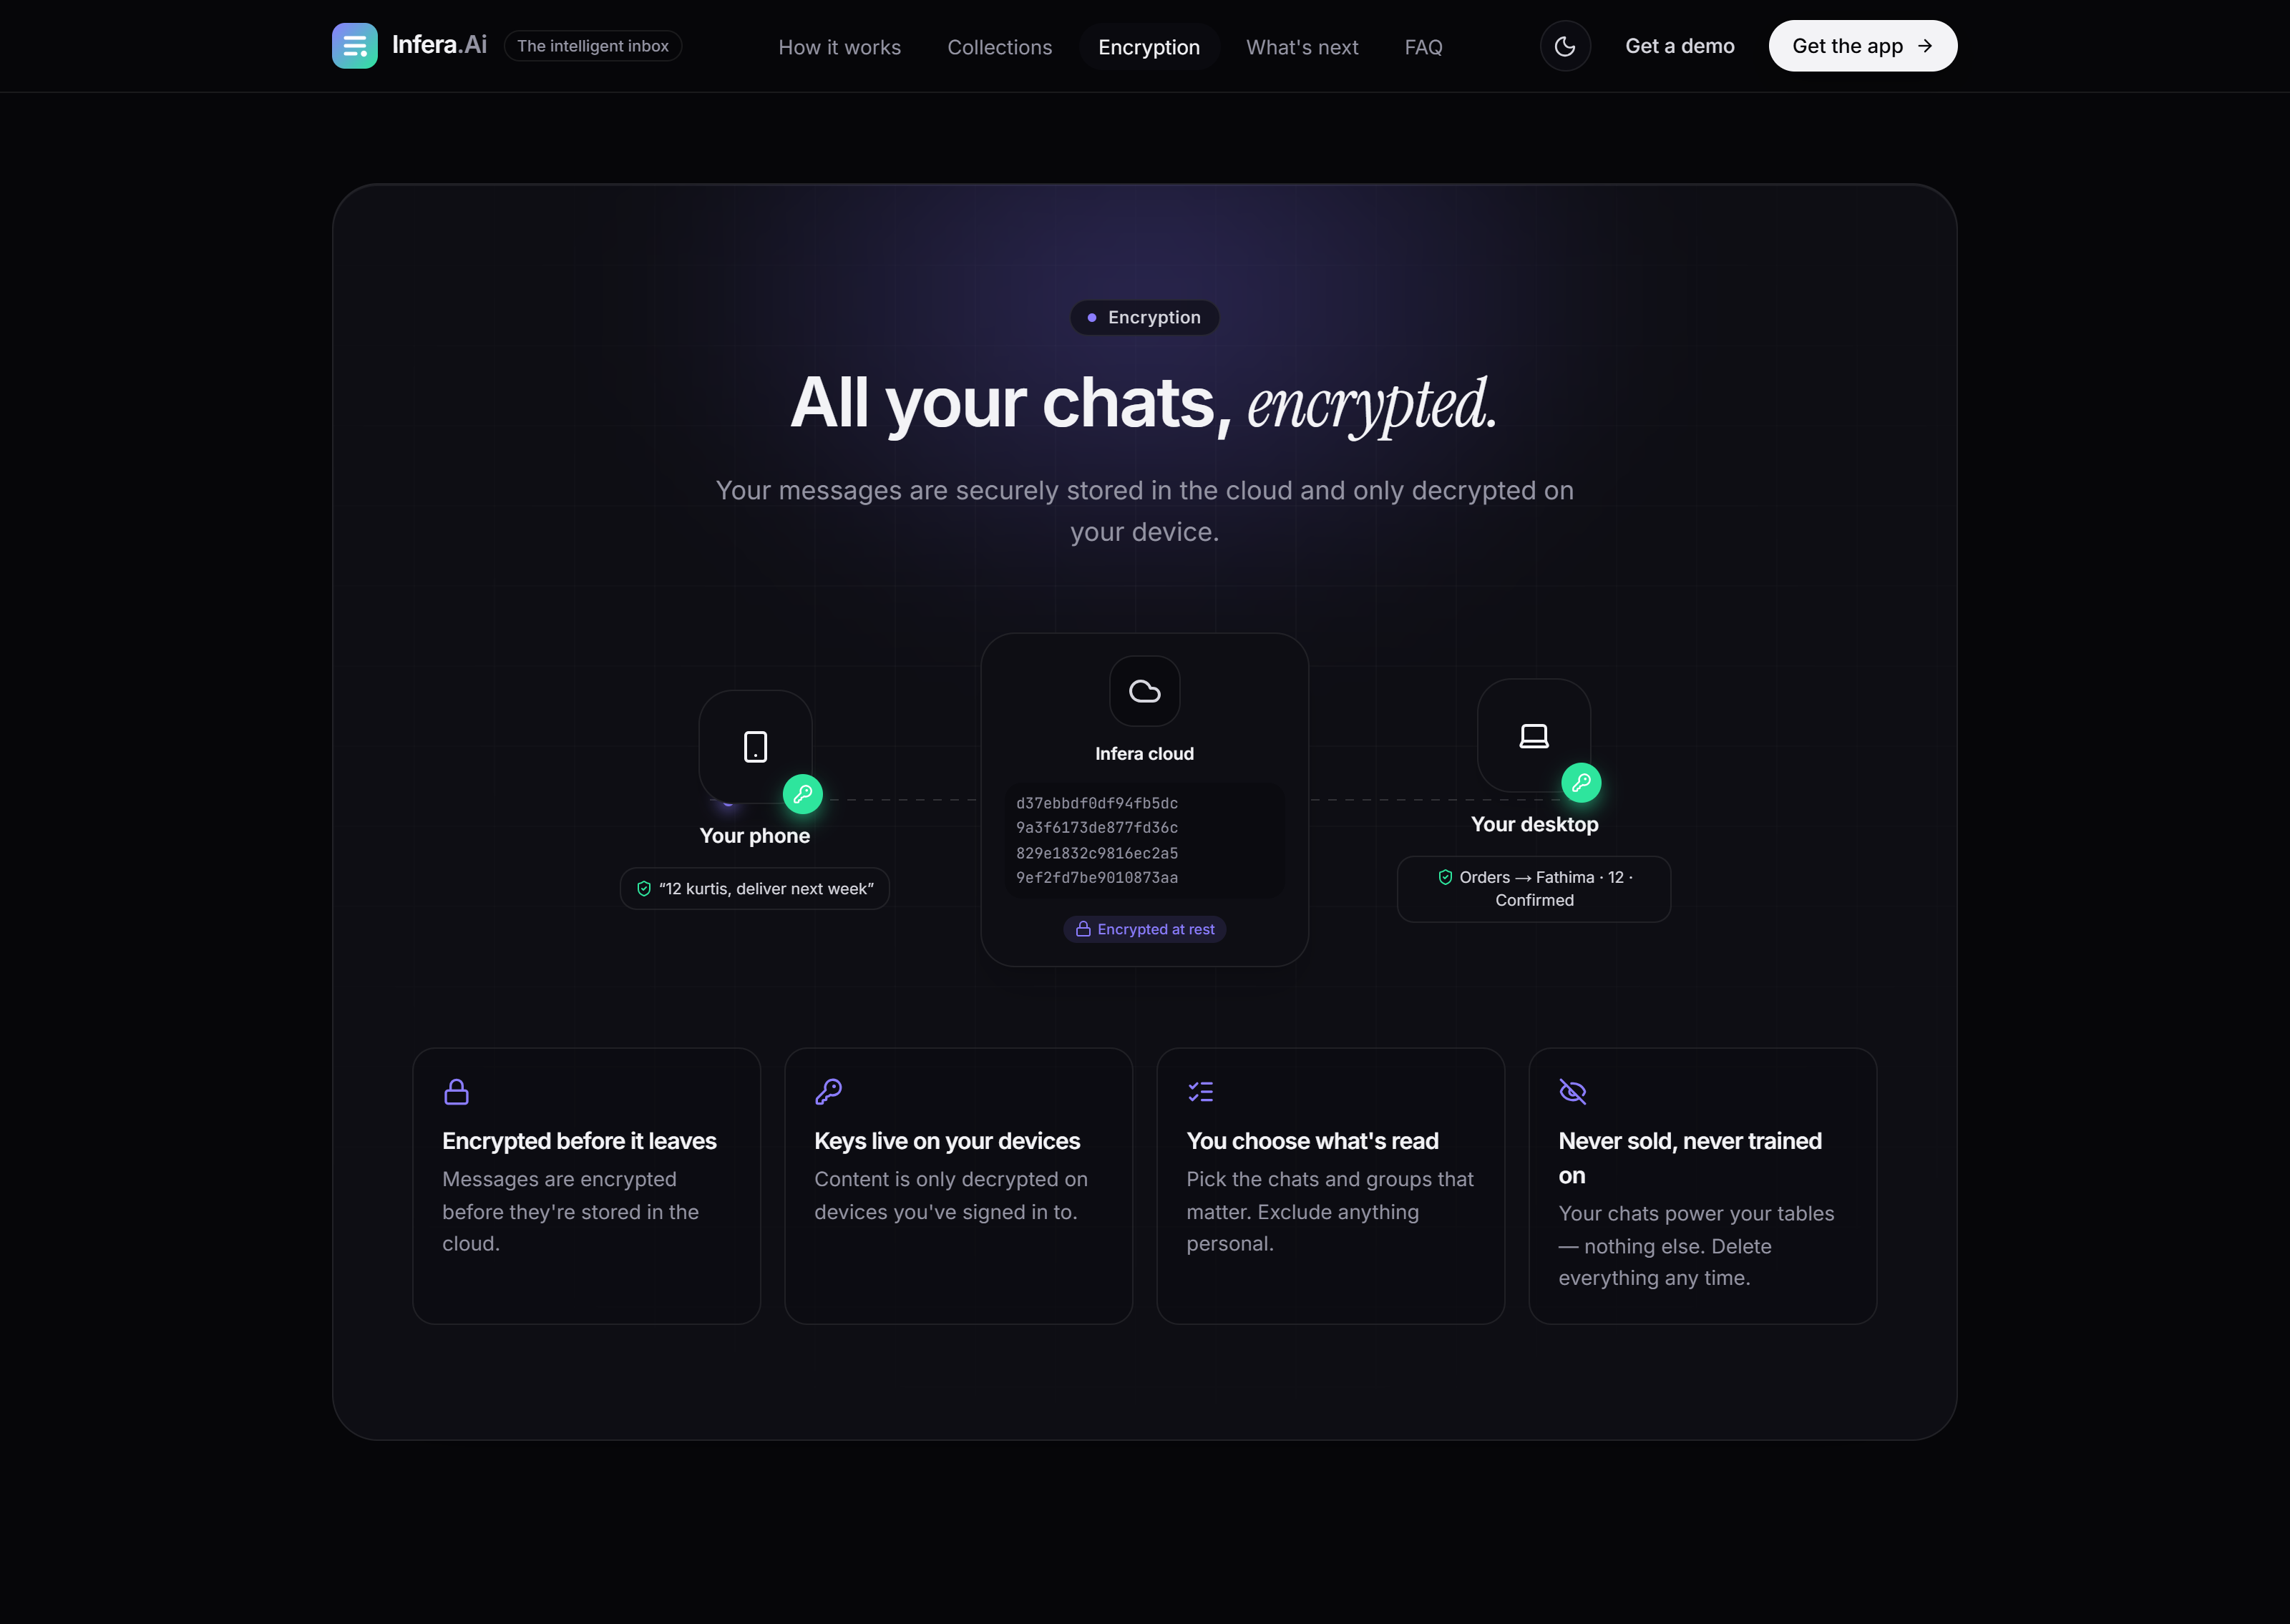 Infera.Ai
The intelligent inbox
How it works
Collections
Encryption
What's next
FAQ
Get a demo
Get the app →
Encryption
All your chats, encrypted.
Your messages are securely stored in the cloud and only decrypted on
your device.
Your phone
“12 kurtis, deliver next week”
Infera cloud
d37ebbdf0df94fb5dc
9a3f6173de877fd36c
829e1832c9816ec2a5
9ef2fd7be9010873aa
Encrypted at rest
Your desktop
Orders → Fathima · 12 ·
Confirmed
Encrypted before it leaves
Messages are encrypted
before they're stored in the
cloud.
Keys live on your devices
Content is only decrypted on
devices you've signed in to.
You choose what's read
Pick the chats and groups that
matter. Exclude anything
personal.
Never sold, never trained
on
Your chats power your tables
— nothing else. Delete
everything any time.